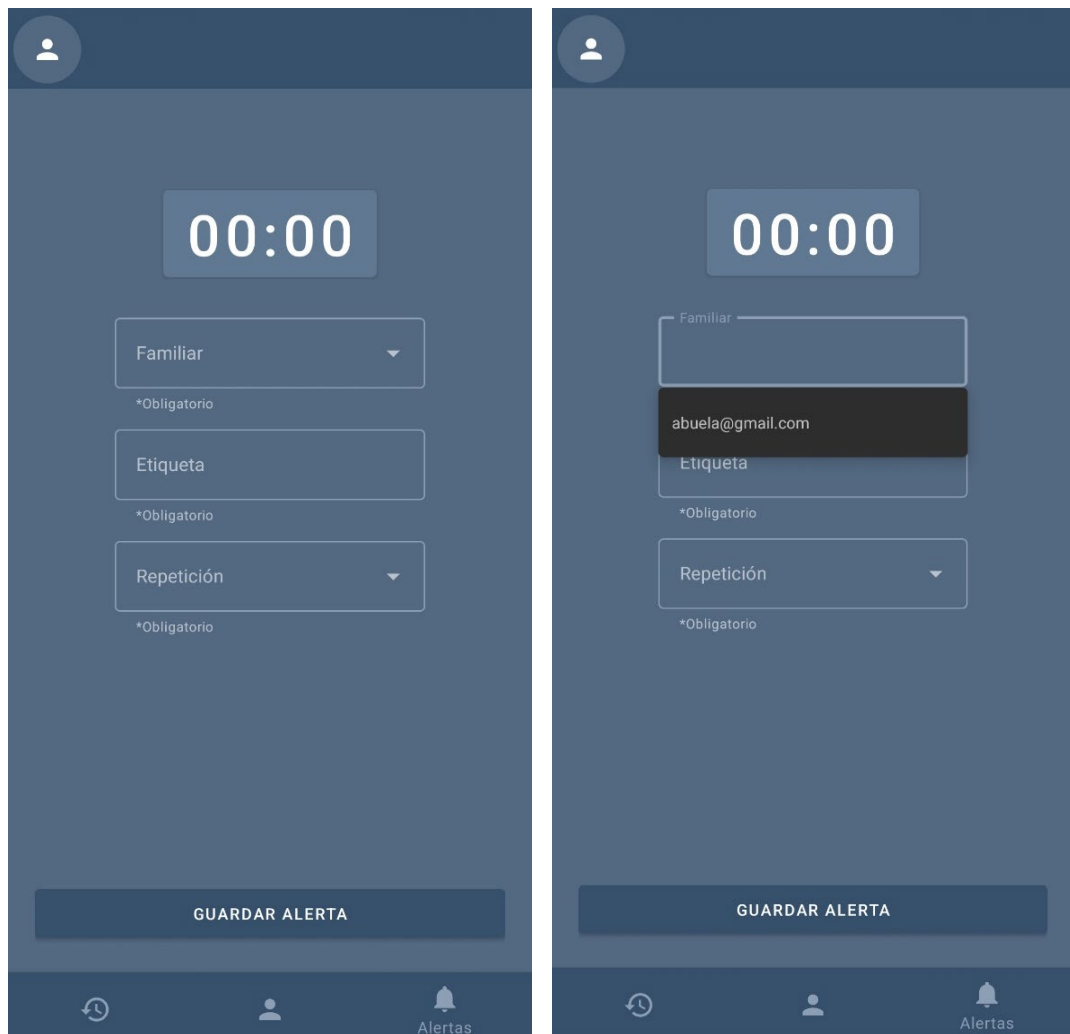 00:00
Familiar
*Obligatorio
Etiqueta
*Obligatorio
Repetición
*Obligatorio
GUARDAR ALERTA
Alertas
00:00
Familiar
abuela@gmail.com
Etiqueta
*Obligatorio
Repetición
*Obligatorio
GUARDAR ALERTA
Alertas